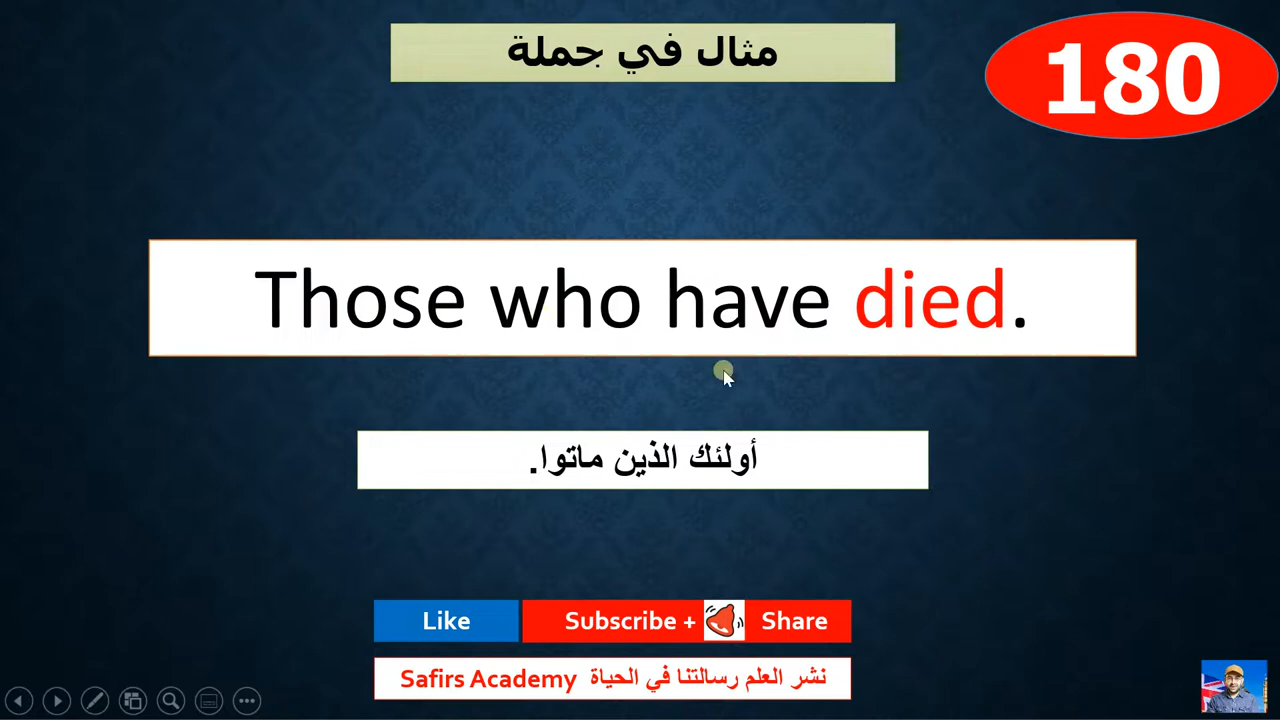 مثال في جملة
180
Those who have died.
أولئك الذين ماتوا.
Like Subscribe + Share
Safirs Academy نشر العلم رسالتنا في الحياة